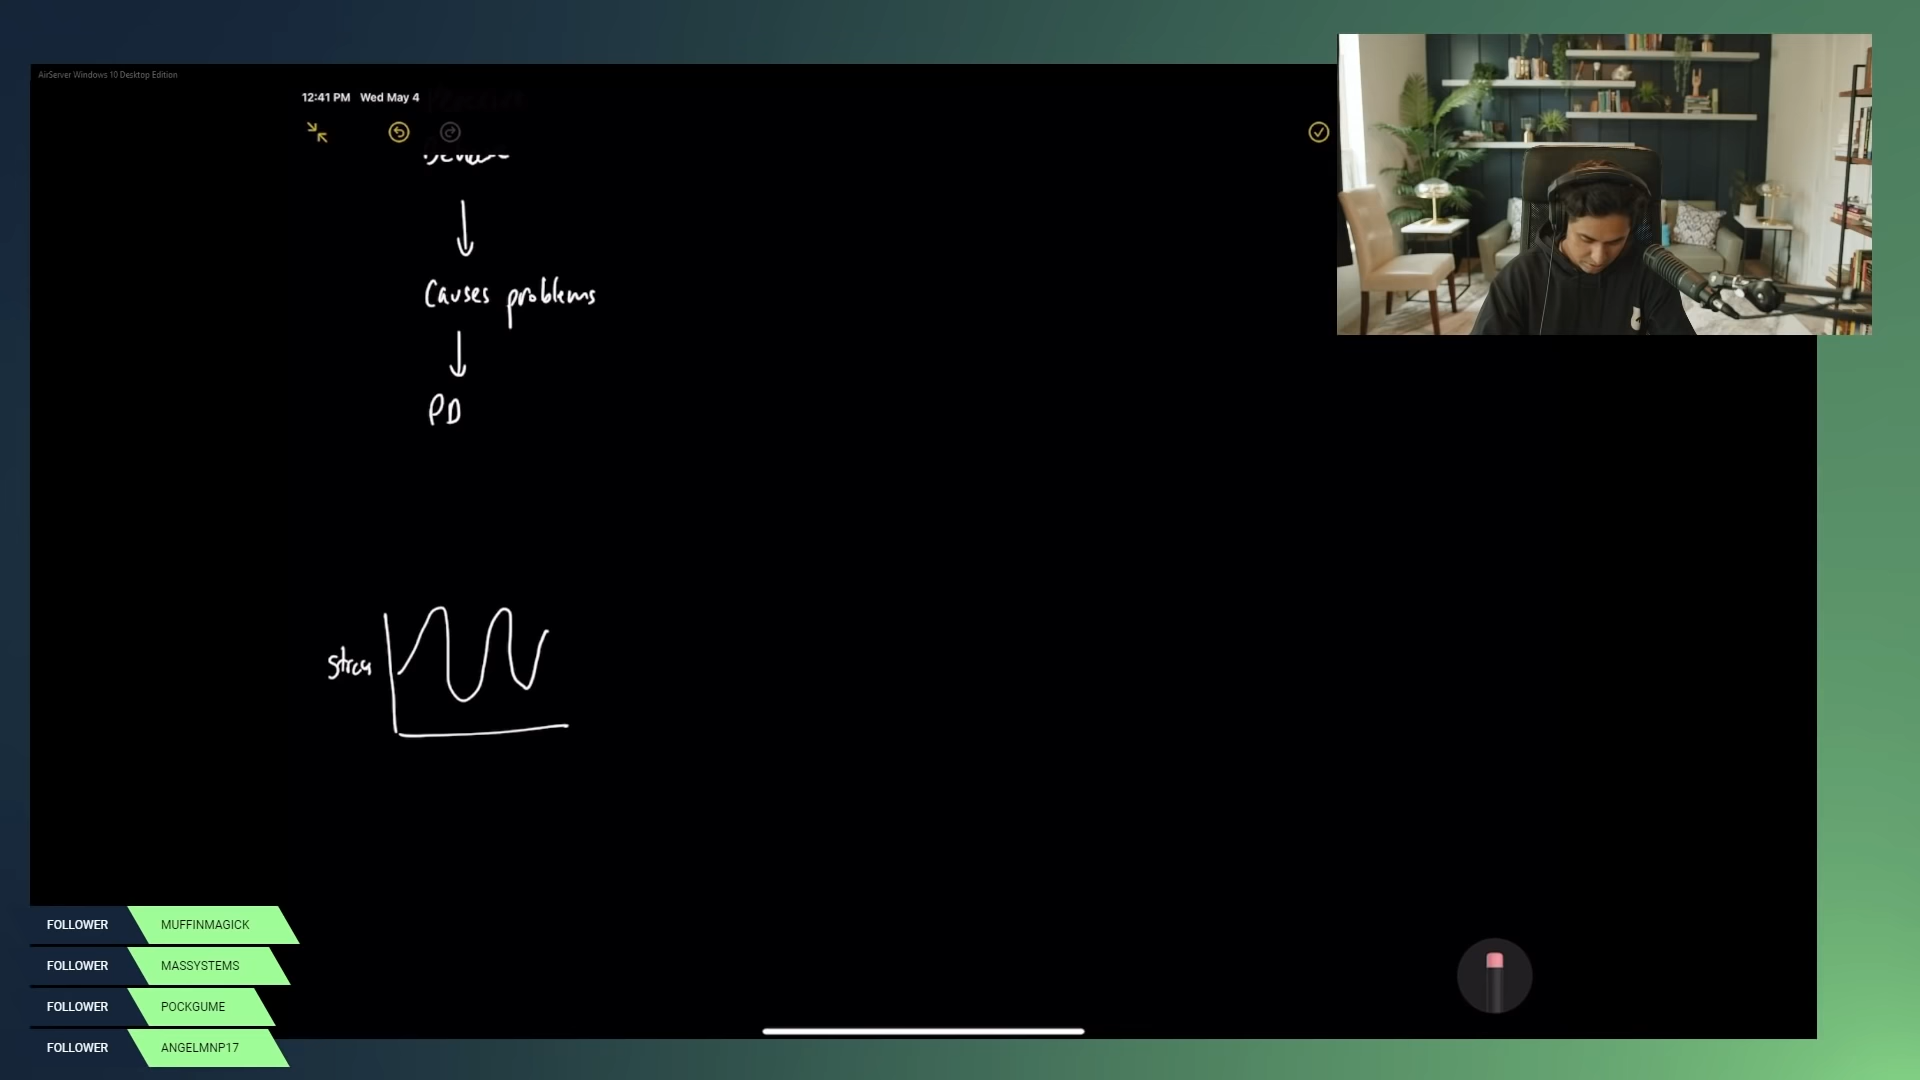 AirServer Windows 10 Desktop Edition
12:41 PM Wed May 4
Causes problems
PD
FOLLOWER MUFFINMAGICK
FOLLOWER MASSYSTEMS
FOLLOWER POCKGUME
FOLLOWER ANGELMNP17